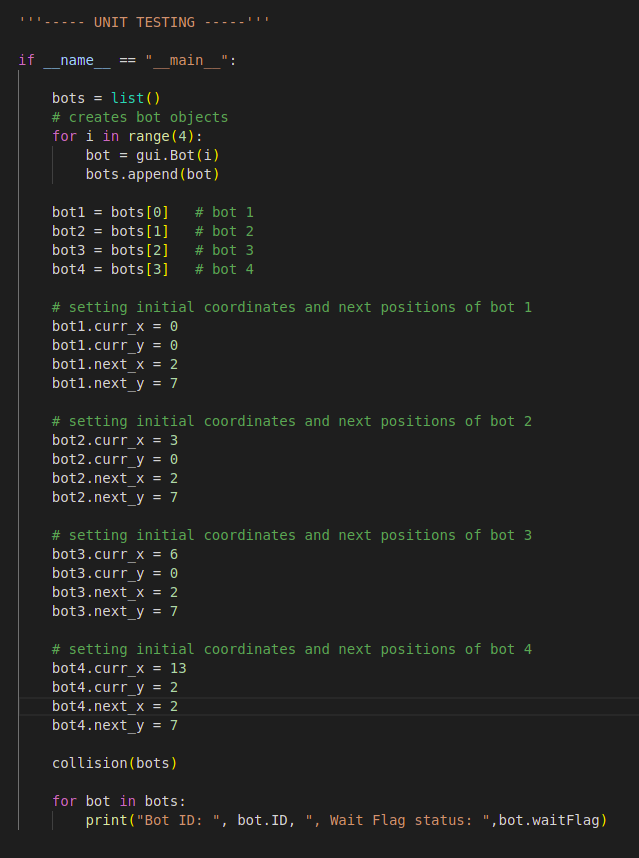 '''----- UNIT TESTING -----'''
if __name__ == "__main__":
bots = list()
# creates bot objects
for i in range(4):
bot = gui.Bot(i)
bots.append(bot)
bot1 = bots[0]   # bot 1
bot2 = bots[1]   # bot 2
bot3 = bots[2]   # bot 3
bot4 = bots[3]   # bot 4
# setting initial coordinates and next positions of bot 1
bot1.curr_x = 0
bot1.curr_y = 0
bot1.next_x = 2
bot1.next_y = 7
# setting initial coordinates and next positions of bot 2
bot2.curr_x = 3
bot2.curr_y = 0
bot2.next_x = 2
bot2.next_y = 7
# setting initial coordinates and next positions of bot 3
bot3.curr_x = 6
bot3.curr_y = 0
bot3.next_x = 2
bot3.next_y = 7
# setting initial coordinates and next positions of bot 4
bot4.curr_x = 13
bot4.curr_y = 2
bot4.next_x = 2
bot4.next_y = 7
collision(bots)
for bot in bots:
print("Bot ID: ", bot.ID, ", Wait Flag status: ",bot.waitFlag)